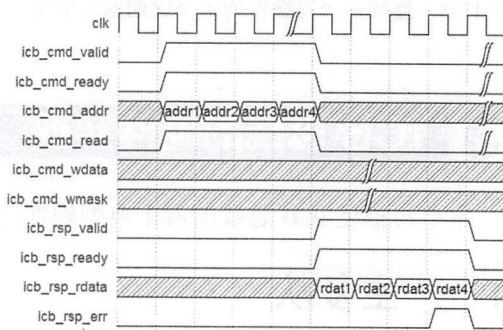 clk
icb_cmd_valid
icb_cmd_ready
icb_cmd_addr addr1 addr2 addr3 addr4
icb_cmd_read
icb_cmd_wdata
icb_cmd_wmask
icb_rsp_valid
icb_rsp_ready
icb_rsp_rdata rdat1 rdat2 rdat3 rdat4
icb_rsp_err